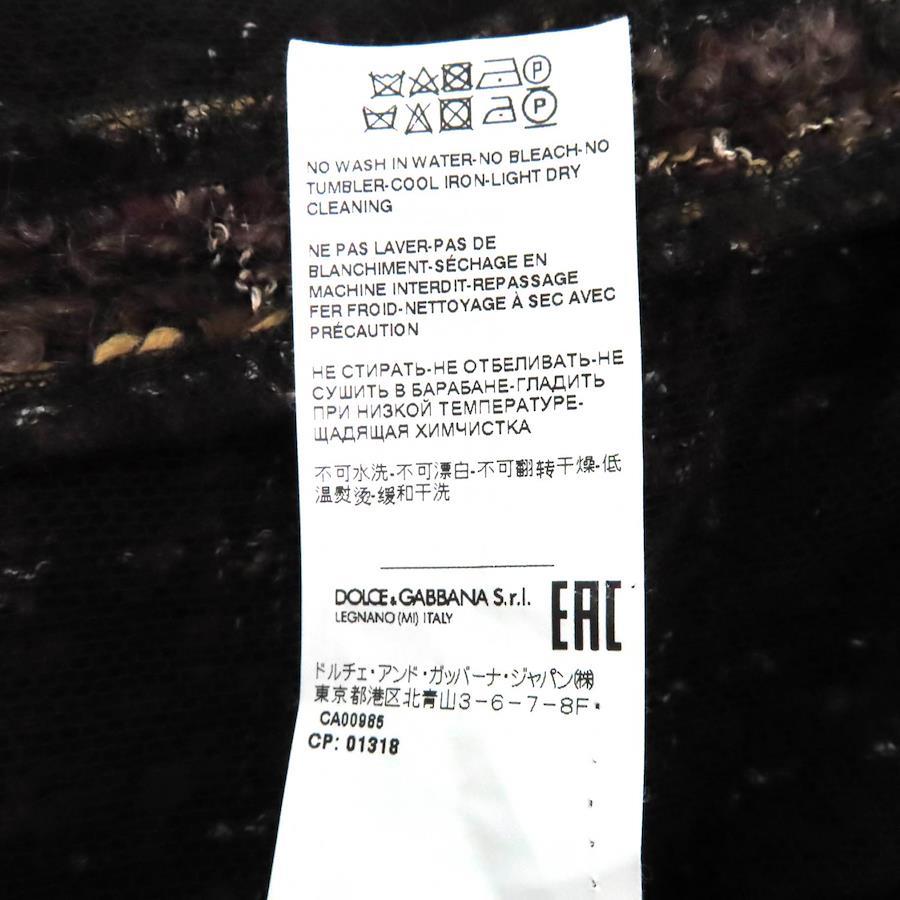 P
P
NO WASH IN WATER-NO BLEACH-NO
TUMBLER-COOL IRON-LIGHT DRY
CLEANING
NE PAS LAVER-PAS DE
BLANCHIMENT-SÉCHAGE EN
MACHINE INTERDIT-REPASSAGE
FER FROID-NETTOYAGE À SEC AVEC
PRÉCAUTION
НЕ СТИРАТЬ-НЕ ОТБЕЛИВАТЬ-НЕ
СУШИТЬ В БАРАБАНЕ-ГЛАДИТЬ
ПРИ НИЗКОЙ ТЕМПЕРАТУРЕ-
ЩАДЯЩАЯ ХИМЧИСТКА
不可水洗-不可漂白-不可翻转干燥-低
温熨烫-缓和干洗
DOLCE & GABBANA S.r.l.
LEGNANO (MI) ITALY
EAC
ドルチェ・アンド・ガッバーナ・ジャパン㈱
東京都港区北青山3-6-7-8F・
CA00985
CP: 01318